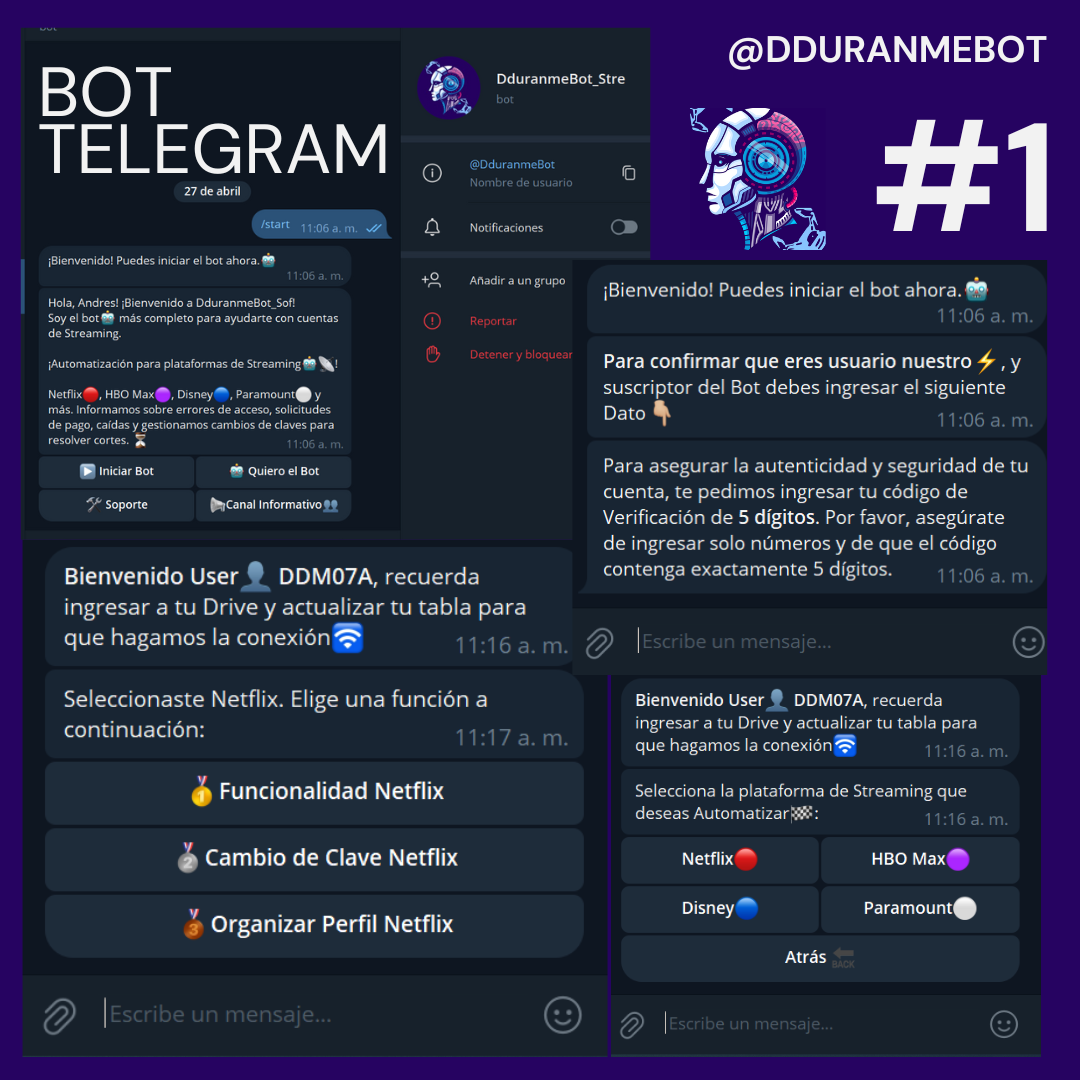 bot
BOT
TELEGRAM
27 de abril
/start 11:06 a. m.
¡Bienvenido! Puedes iniciar el bot ahora.🤖
11:06 a. m.
Hola, Andres! ¡Bienvenido a DduranmeBot_Sof!
Soy el bot🤖 más completo para ayudarte con cuentas
de Streaming.
¡Automatización para plataformas de Streaming🤖📡!
Netflix🔴, HBO Max🟣, Disney🔵, Paramount⚪ y
más. Informamos sobre errores de acceso, solicitudes
de pago, caídas y gestionamos cambios de claves para
resolver cortes. ⏳
11:06 a. m.
▶️ Iniciar Bot
🤖 Quiero el Bot
🛠 Soporte
📢Canal Informativo👥
DduranmeBot_Stre
bot
@DduranmeBot
Nombre de usuario
Notificaciones
Añadir a un grupo
Reportar
Detener y bloquear
@DDURANMEBOT
#1
¡Bienvenido! Puedes iniciar el bot ahora.🤖
11:06 a. m.
Para confirmar que eres usuario nuestro⚡, y
suscriptor del Bot debes ingresar el siguiente
Dato👇🏼
11:06 a. m.
Para asegurar la autenticidad y seguridad de tu
cuenta, te pedimos ingresar tu código de
Verificación de 5 dígitos. Por favor, asegúrate
de ingresar solo números y de que el código
contenga exactamente 5 dígitos.
11:06 a. m.
Escribe un mensaje...
Bienvenido User👤 DDM07A, recuerda
ingresar a tu Drive y actualizar tu tabla para
que hagamos la conexión🛜
11:16 a. m.
Seleccionaste Netflix. Elige una función a
continuación:
11:17 a. m.
🥇Funcionalidad Netflix
🥈Cambio de Clave Netflix
🥉Organizar Perfil Netflix
Escribe un mensaje...
Bienvenido User👤 DDM07A, recuerda
ingresar a tu Drive y actualizar tu tabla para
que hagamos la conexión🛜
11:16 a. m.
Selecciona la plataforma de Streaming que
deseas Automatizar🏁:
11:16 a. m.
Netflix🔴
HBO Max🟣
Disney🔵
Paramount⚪
Atrás 🔙
Escribe un mensaje...